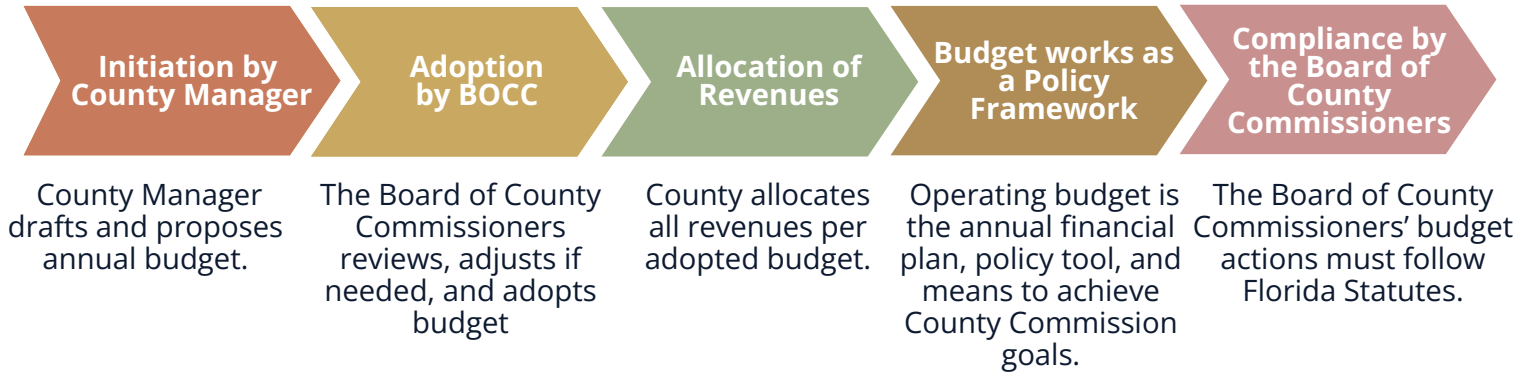 Initiation by
County Manager
County Manager
drafts and proposes
annual budget.
Adoption
by BOCC
The Board of County
Commissioners
reviews, adjusts if
needed, and adopts
budget
Allocation of
Revenues
County allocates
all revenues per
adopted budget.
Budget works as
a Policy
Framework
Operating budget is
the annual financial
plan, policy tool, and
means to achieve
County Commission
goals.
Compliance by
the Board of
County
Commissioners
The Board of County
Commissioners’ budget
actions must follow
Florida Statutes.